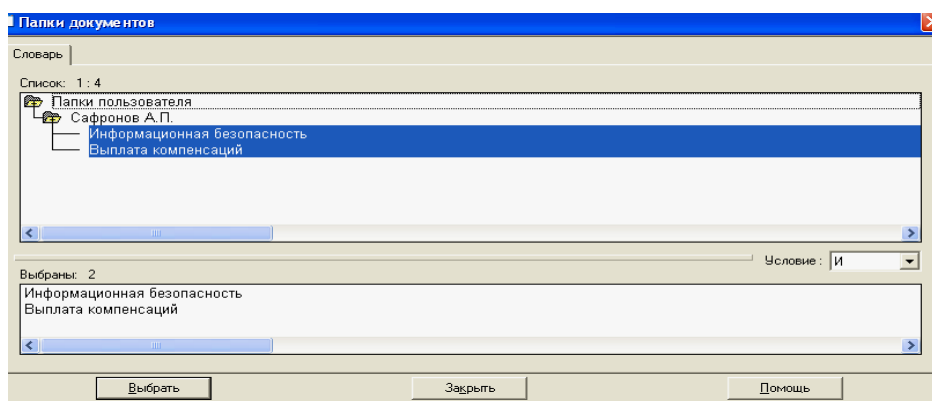 Папки документов
Словарь
Список: 1 : 4
Папки пользователя
Сафронов А.П.
Информационная безопасность
Выплата компенсаций
Условие : И
Выбраны: 2
Информационная безопасность
Выплата компенсаций
Выбрать Закрыть Помощь